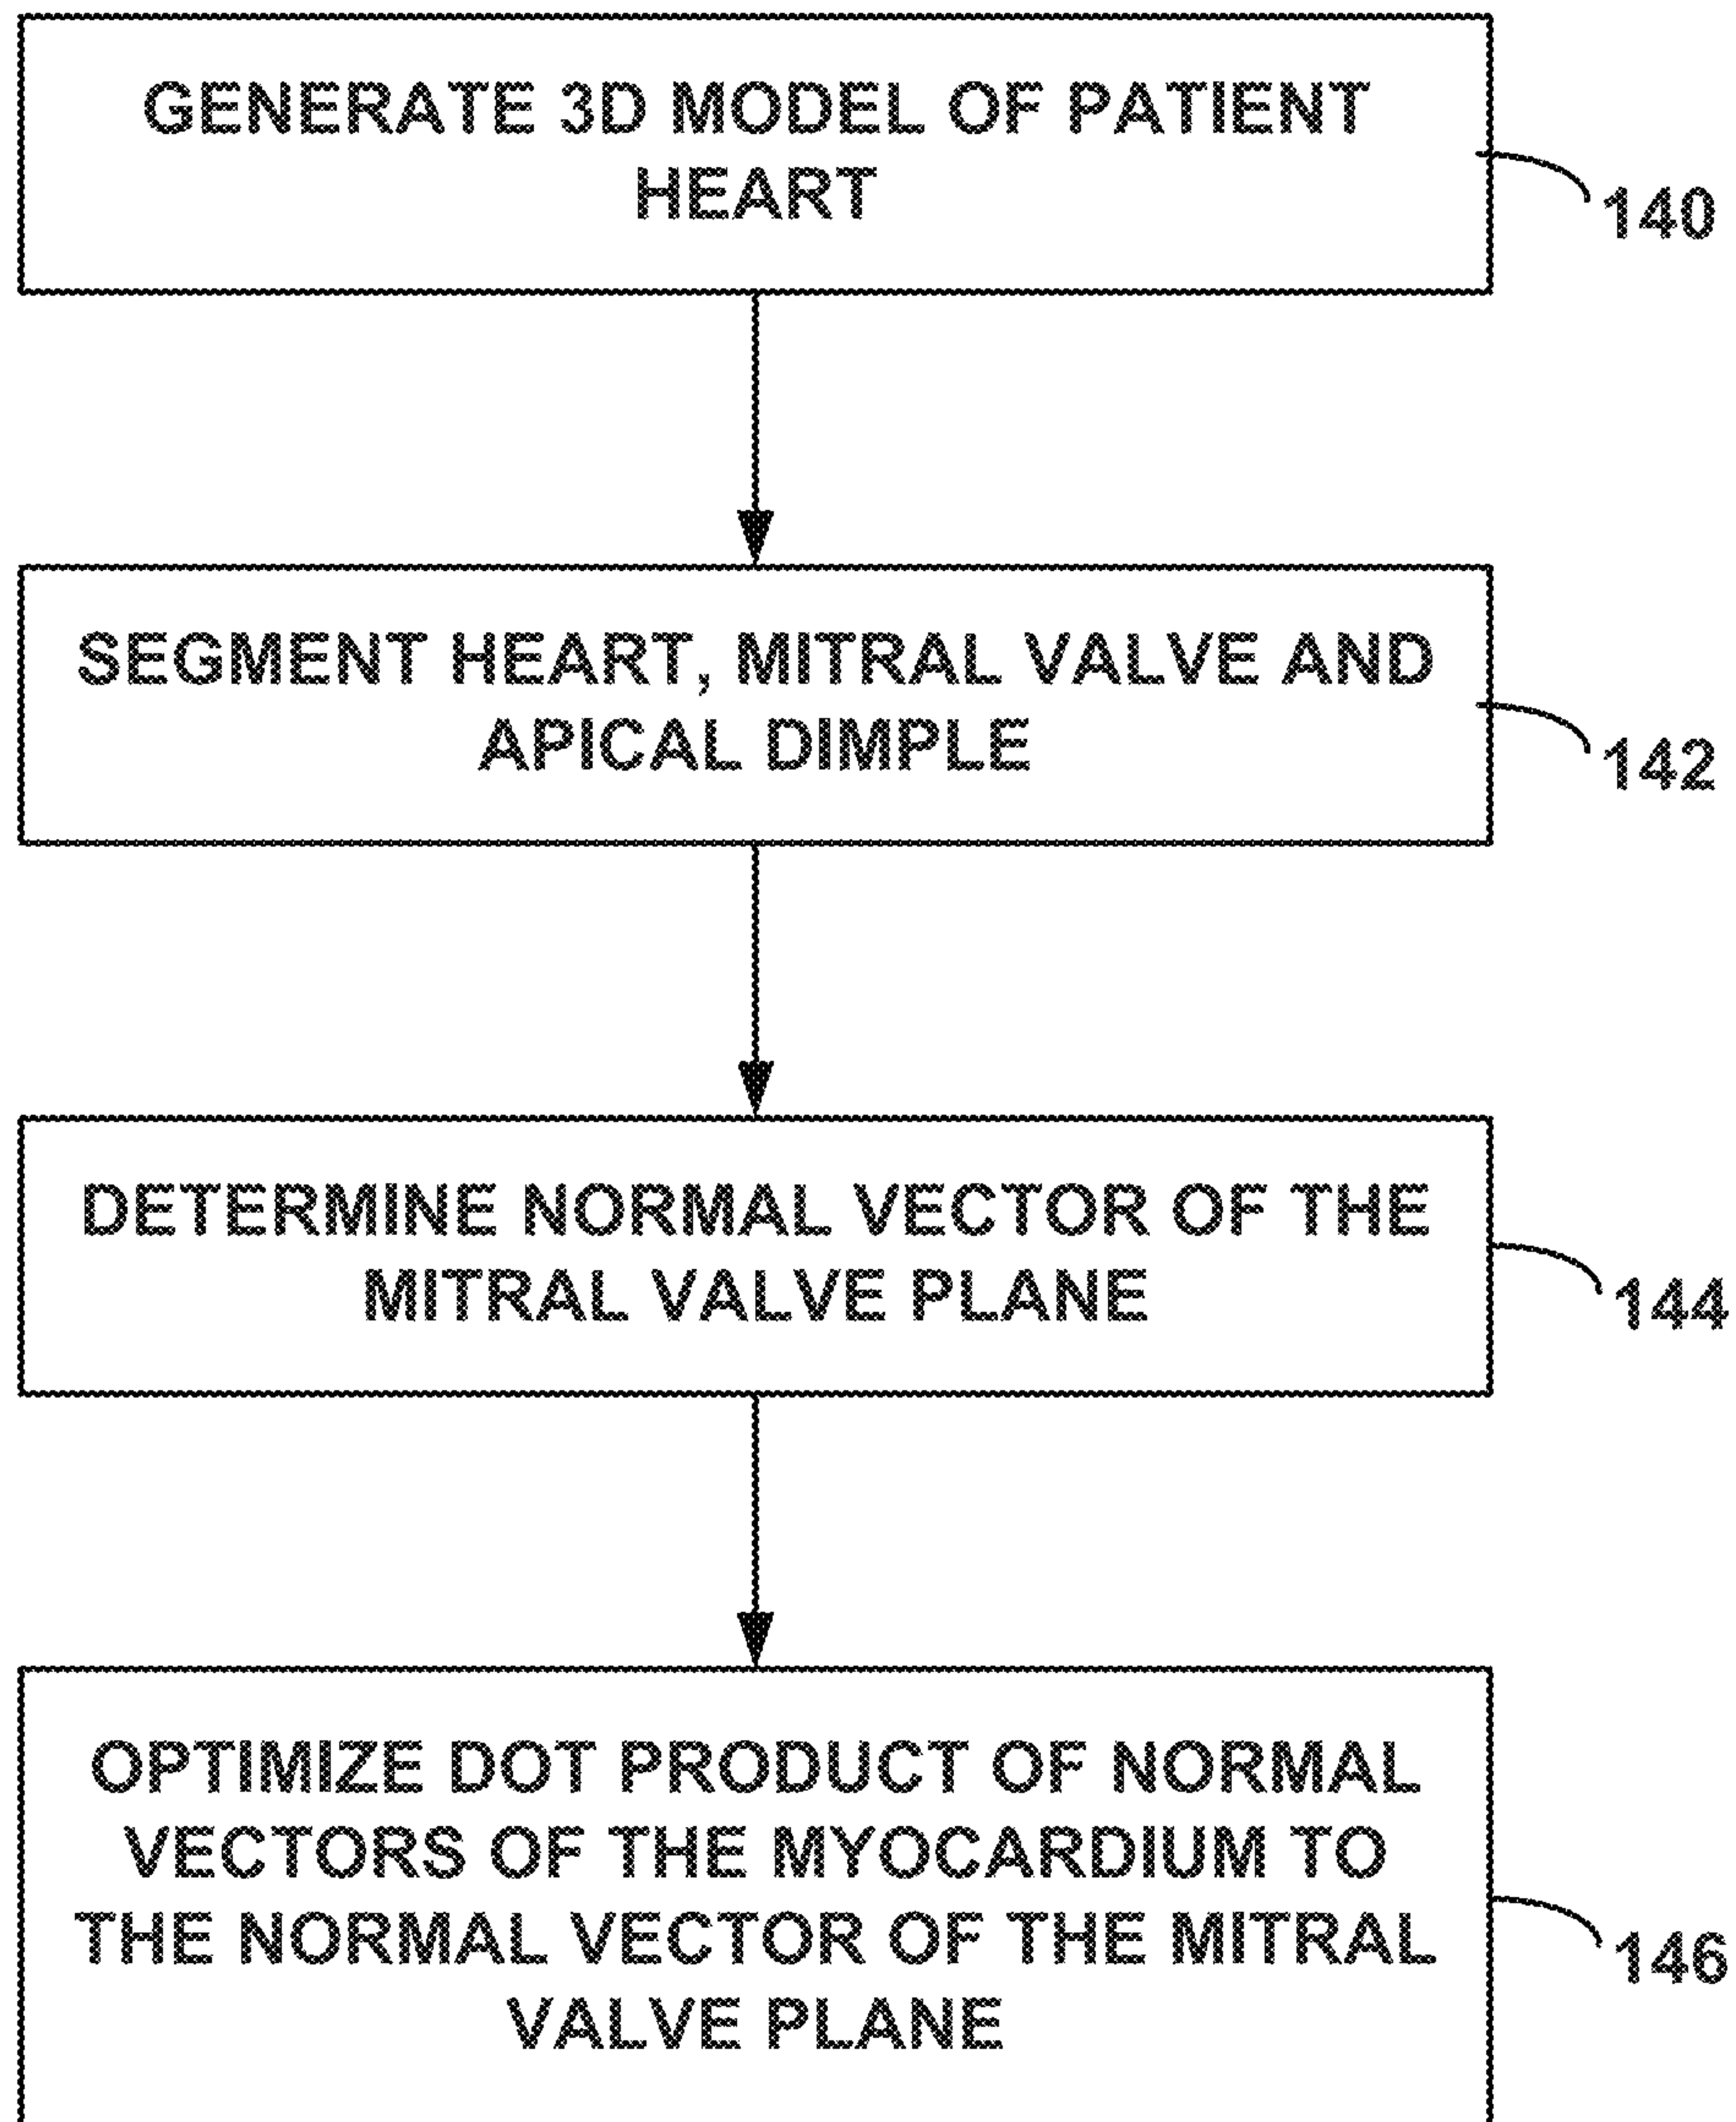 GENERATE 3D MODEL OF PATIENT
HEART
140
SEGMENT HEART, MITRAL VALVE AND
APICAL DIMPLE
142
DETERMINE NORMAL VECTOR OF THE
MITRAL VALVE PLANE
144
OPTIMIZE DOT PRODUCT OF NORMAL
VECTORS OF THE MYOCARDIUM TO
THE NORMAL VECTOR OF THE MITRAL
VALVE PLANE
146